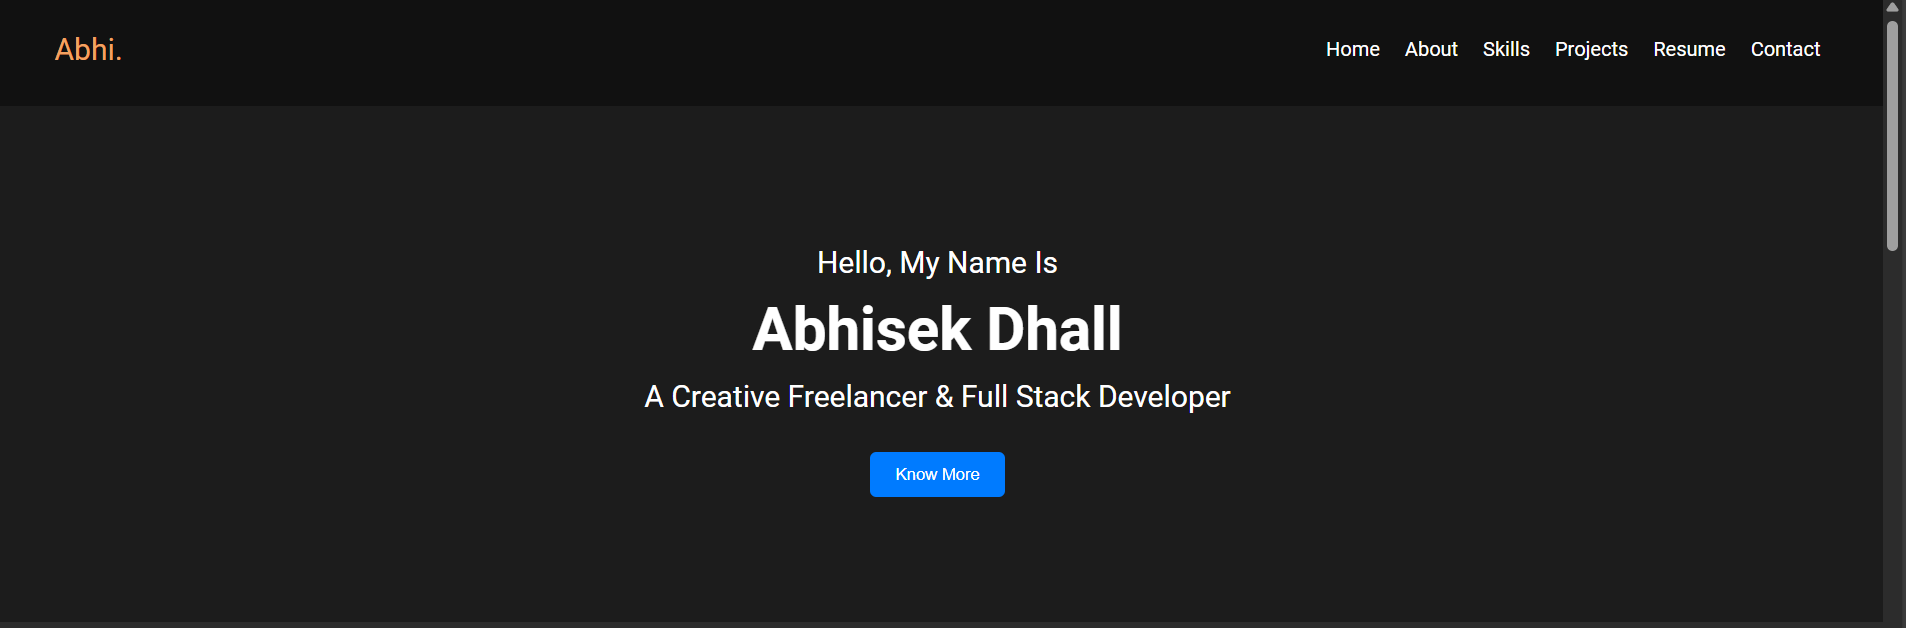 Abhi.
Home About Skills Projects Resume Contact
Hello, My Name Is
Abhisek Dhall
A Creative Freelancer & Full Stack Developer
Know More